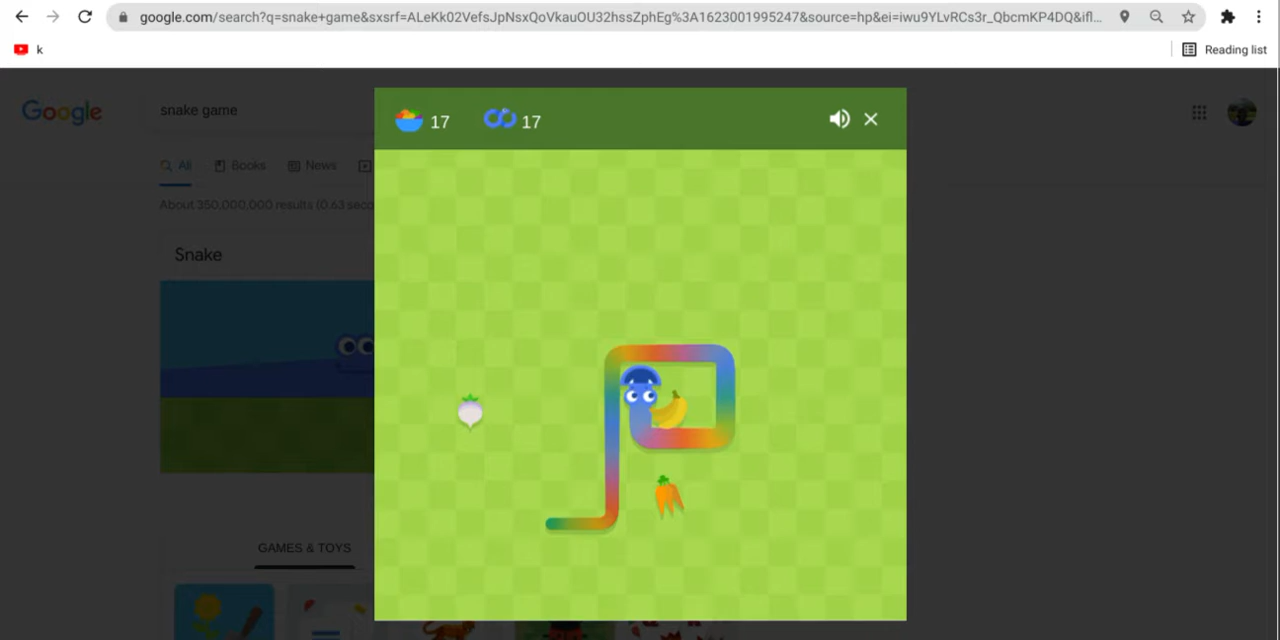 google.com/search?q=snake+game&sxsrf=ALeKk02VefsJpNsxQoVkauOU32hssZphEg%3A1623001995247&source=hp&ei=iwu9YLvRCs3r_QbcmKP4DQ&ifl...
k
Reading list
17 17
Google
snake game
All Books News
About 350,000,000 results (0.63 seco
Snake
GAMES & TOYS